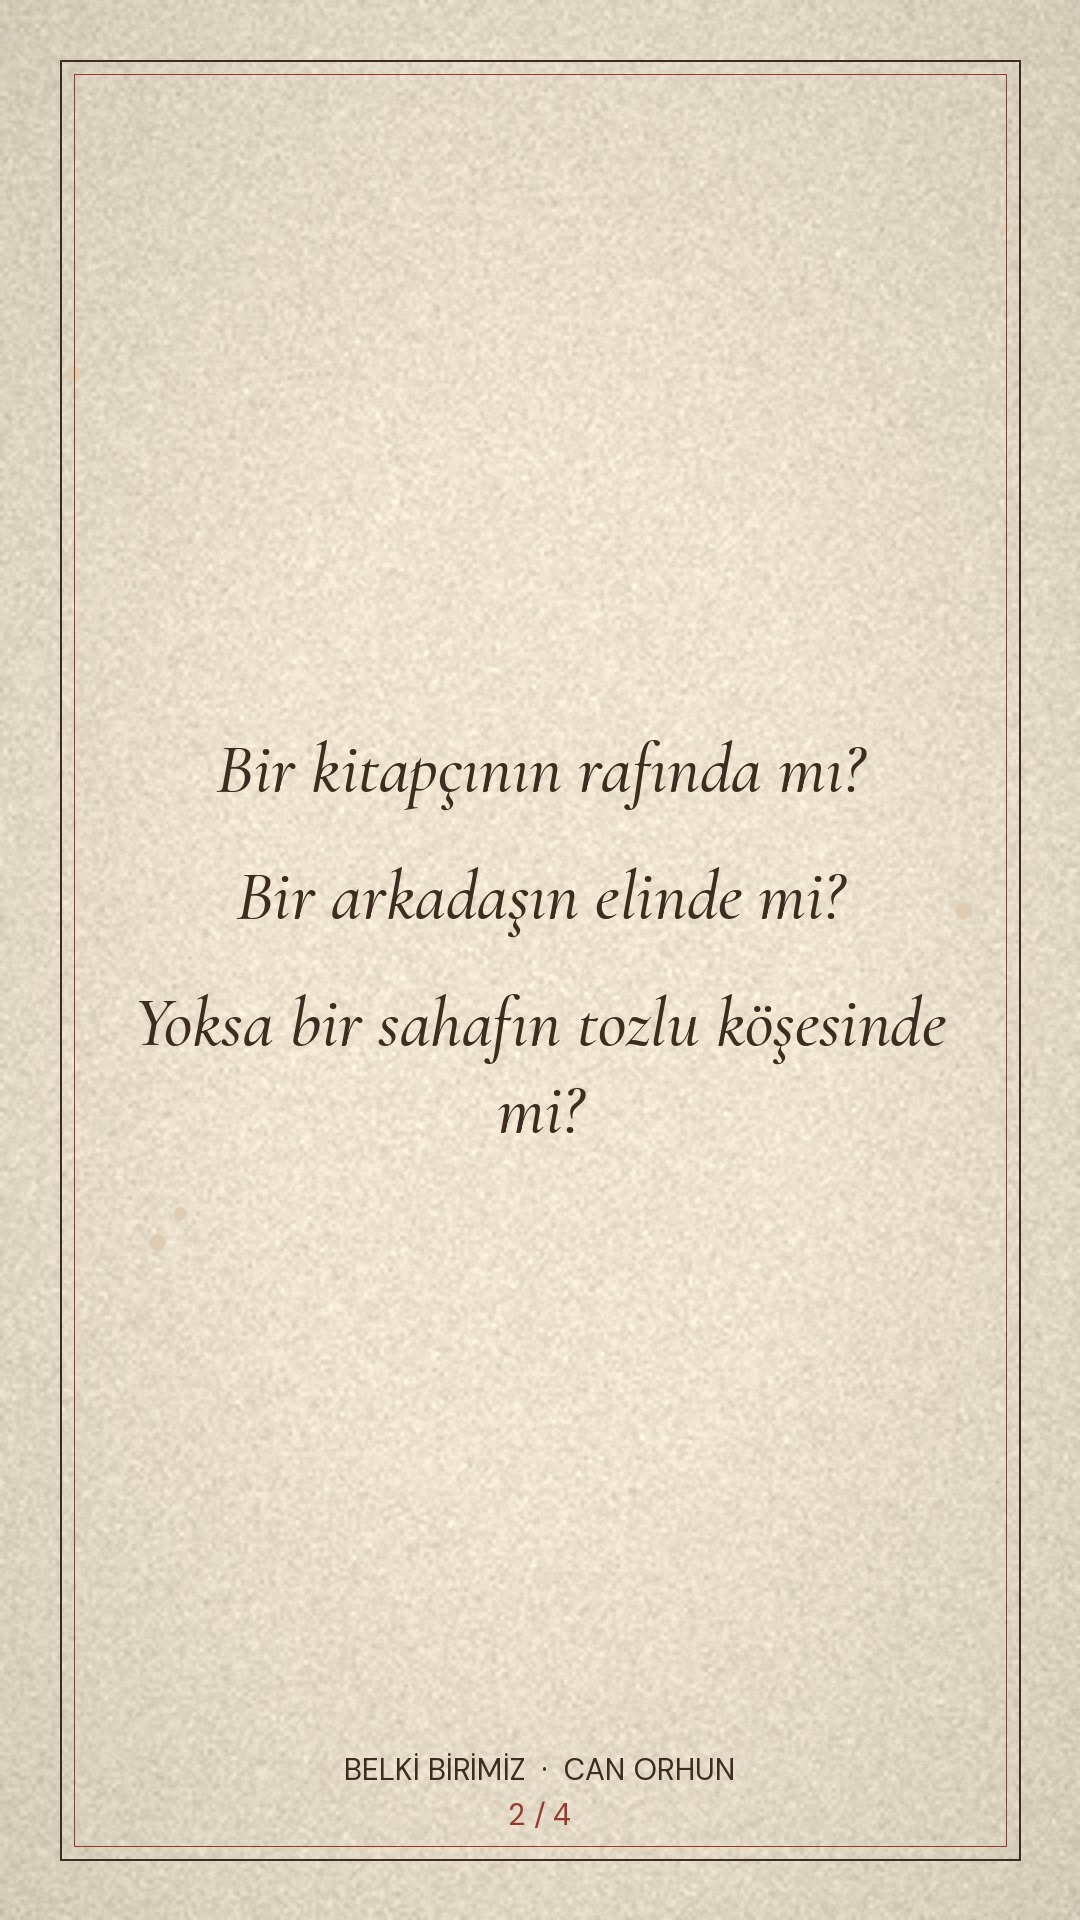 Bir kitapçının rafında mı?
Bir arkadaşın elinde mi?
Yoksa bir sahafın tozlu köşesinde
mi?
BELKİ BİRİMİZ · CAN ORHUN
2 / 4